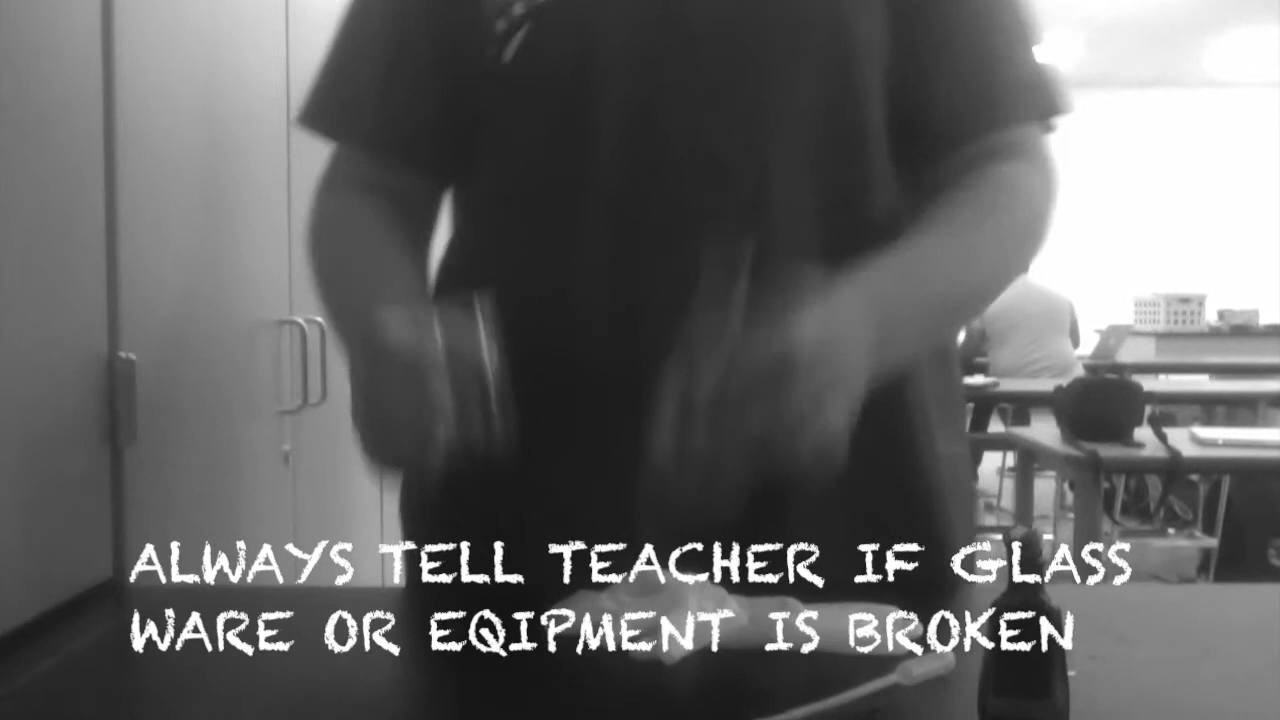 ALWAYS TELL TEACHER IF GLASS
WARE OR EQIPMENT IS BROKEN